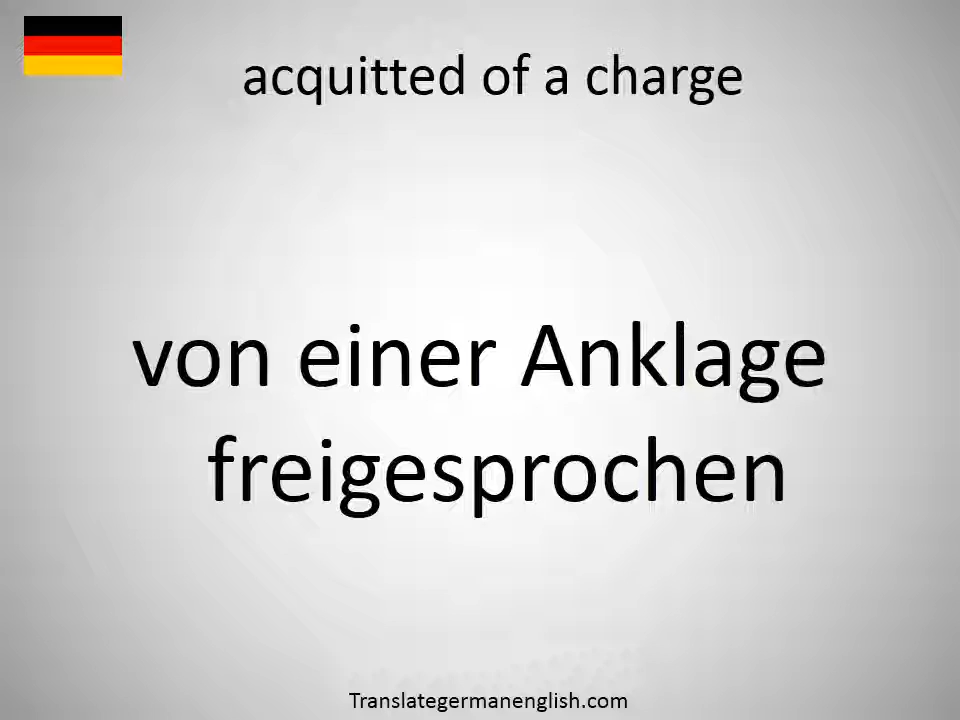 acquitted of a charge
von einer Anklage
freigesprochen
Translategermanenglish.com